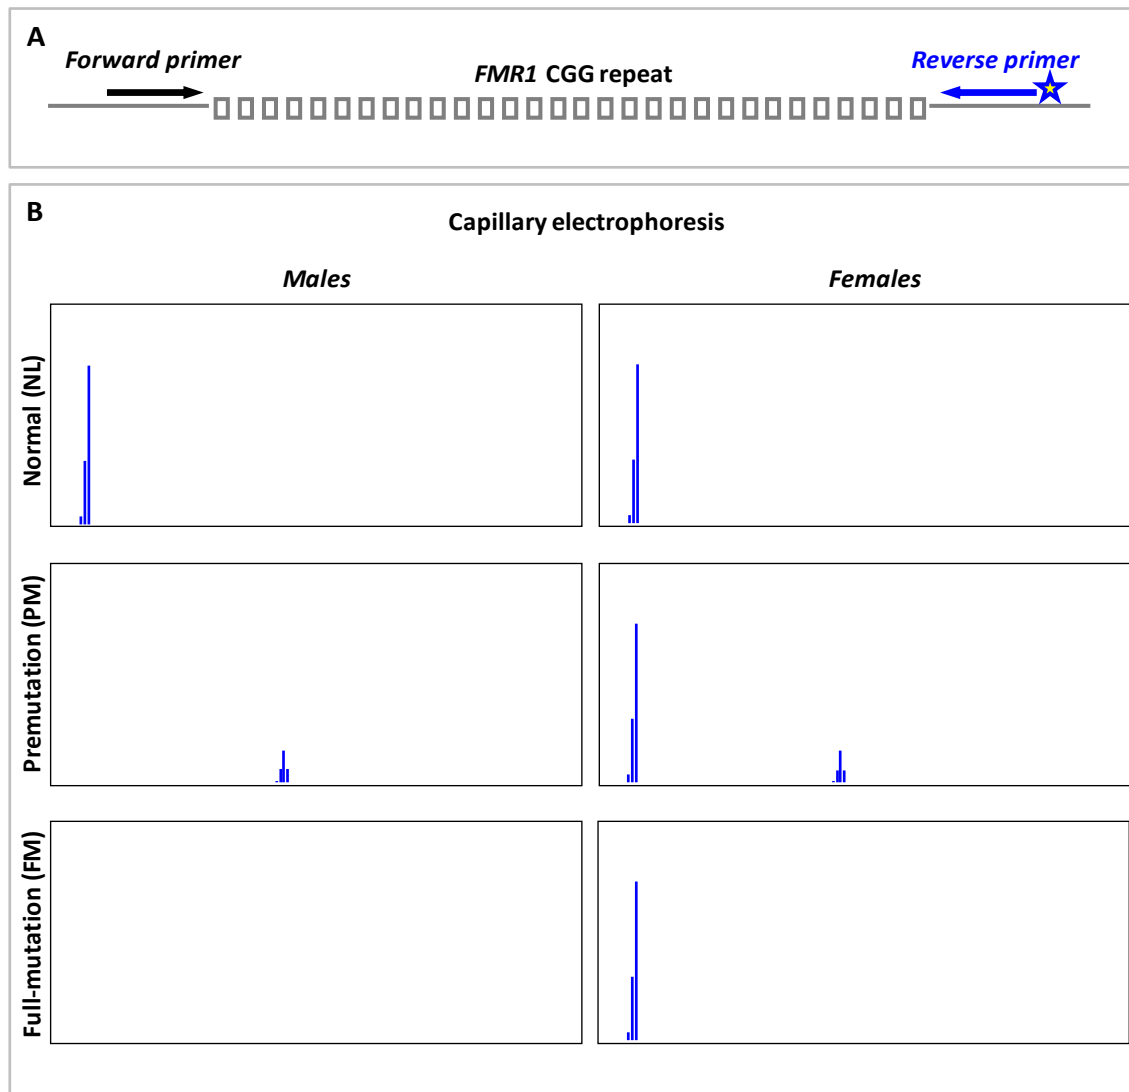 A
Forward primer
FMR1 CGG repeat
Reverse primer
B
Capillary electrophoresis
Males
Females
Normal (NL)
Premutation (PM)
Full-mutation (FM)